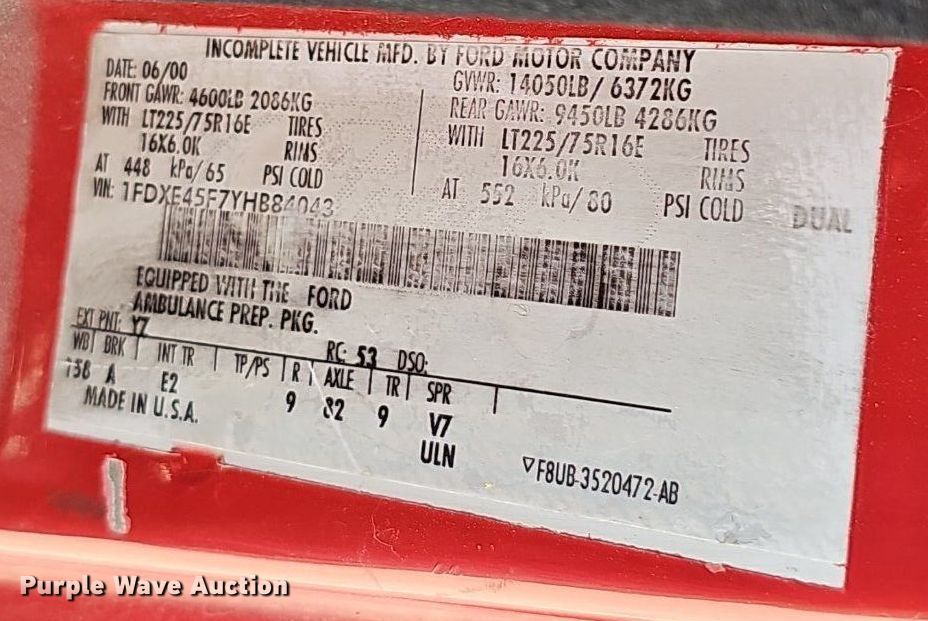 INCOMPLETE VEHICLE MFD. BY FORD MOTOR COMPANY
DATE: 06/00
GVWR: 14050LB/ 6372KG
FRONT GAWR: 4600LB 2086KG
REAR GAWR: 9450LB 4286KG
WITH LT225/75R16E TIRES
WITH LT225/75R16E TIRES
16X6.0K RIMS
16X6.0K RIMS
AT 448 kPa/65 PSI COLD
AT 552 kPa/80 PSI COLD DUAL
VIN: 1FDXE45F7YHB84043
EQUIPPED WITH THE FORD
AMBULANCE PREP. PKG.
EXT PNT: Y7 RC: 53 DSO:
WB BRK INT TR TP/PS R AXLE TR SPR
158 A E2 9 82 9 V7
MADE IN U.S.A. ULN
F8UB-3520472-AB
Purple Wave Auction